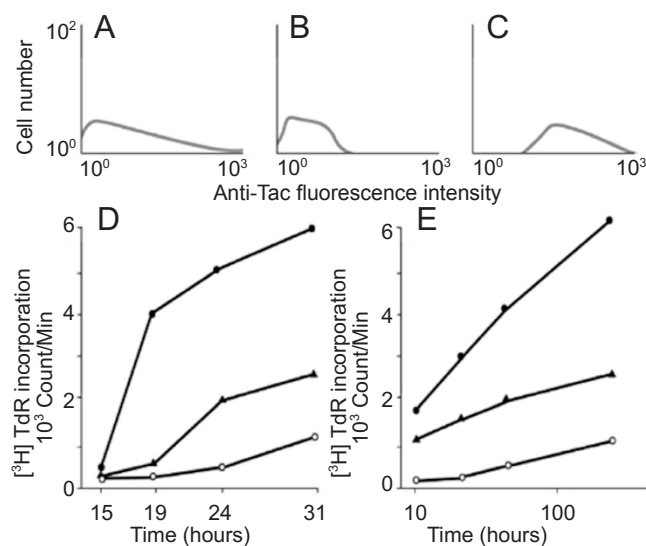 A B C
Cell number
10²
10⁰
10⁰ 10³ 10⁰ 10³ 10⁰ 10³
Anti-Tac fluorescence intensity
D
[³H] TdR incorporation
10³ Count/Min
6
4
2
0
15 19 24 31
Time (hours)
E
[³H] TdR incorporation
10³ Count/Min
6
4
2
0
10 100
Time (hours)